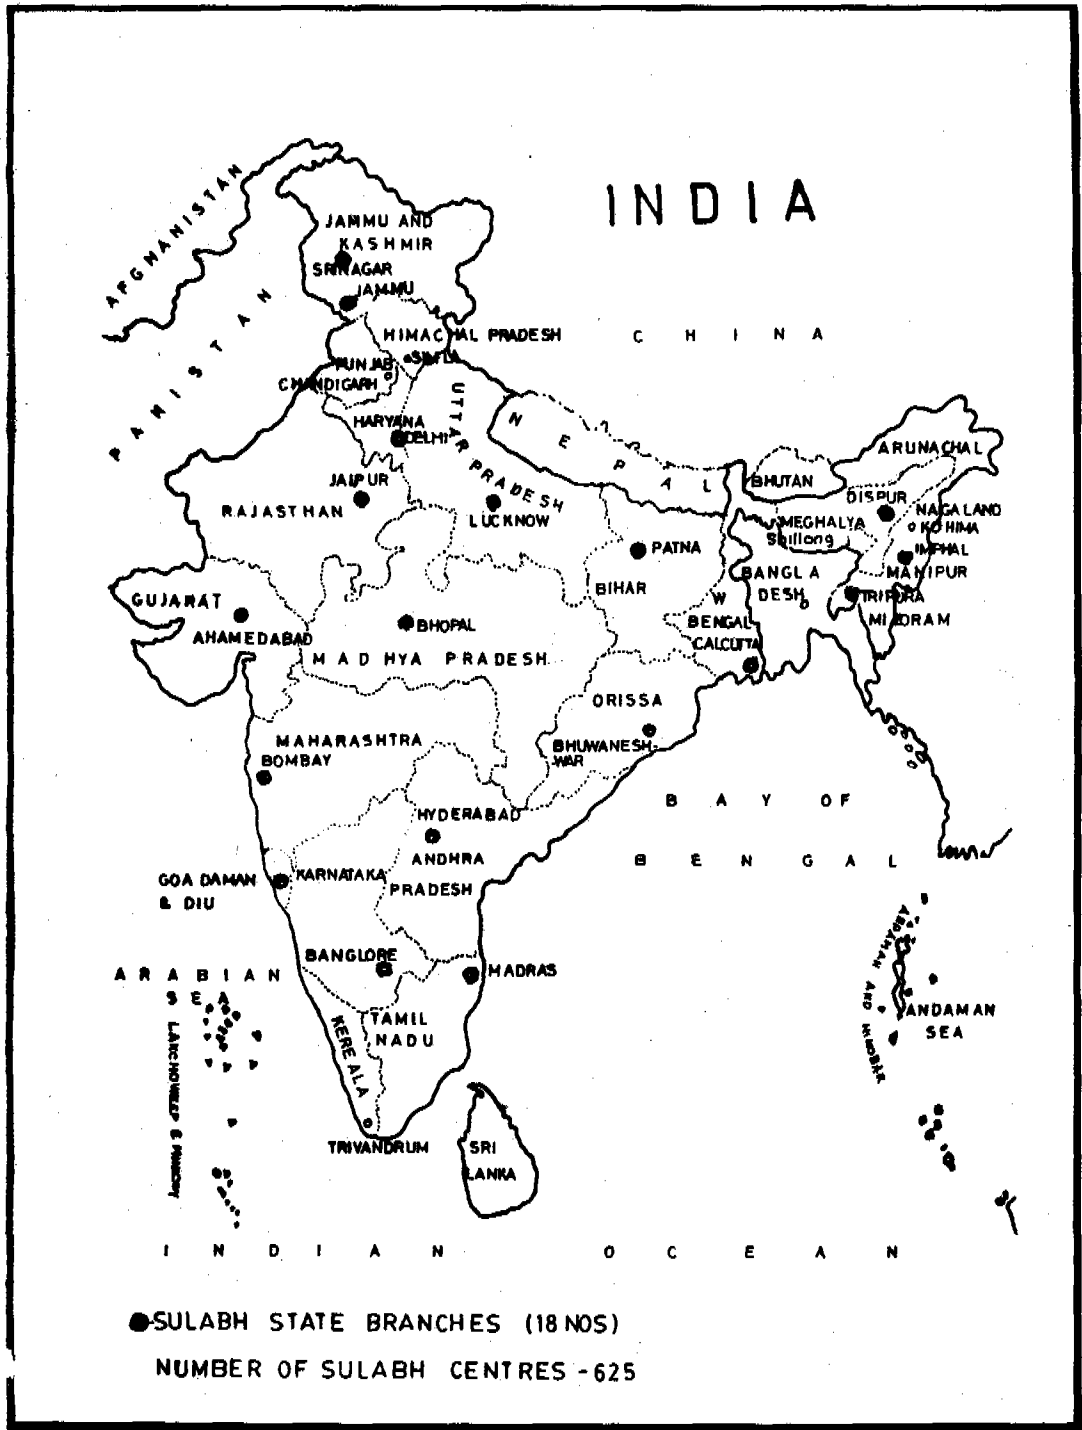 INDIA
AFGHANISTAN
PAKISTAN
CHINA
JAMMU AND
KASHMIR
SRINAGAR
JAMMU
HIMACHAL PRADESH
SIMLA
PUNJAB
CHANDIGARH
HARYANA
DELHI
UTTAR PRADESH
NEPAL
BHUTAN
ARUNACHAL
DISPUR
NAGALAND
KOHIMA
MEGHALYA
Shillong
IMPHAL
MANIPUR
JAIPUR
RAJASTHAN
LUCKNOW
PATNA
BIHAR
BANGLA
DESH
TRIPURA
MIZORAM
W
BENGAL
CALCUTTA
GUJARAT
AHAMEDABAD
BHOPAL
MADHYA PRADESH
ORISSA
BHUWANESH-
WAR
MAHARASHTRA
BOMBAY
HYDERABAD
ANDHRA
PRADESH
BAY OF
BENGAL
GOA DAMAN
& DIU
KARNATAKA
BANGLORE
MADRAS
ARABIAN
SEA
TAMIL
NADU
KEREALA
TRIVANDRUM
SRI
LANKA
ANDAMAN AND NICOBAR
ANDAMAN
SEA
INDIAN OCEAN
SULABH STATE BRANCHES (18 NOS)
NUMBER OF SULABH CENTRES - 625